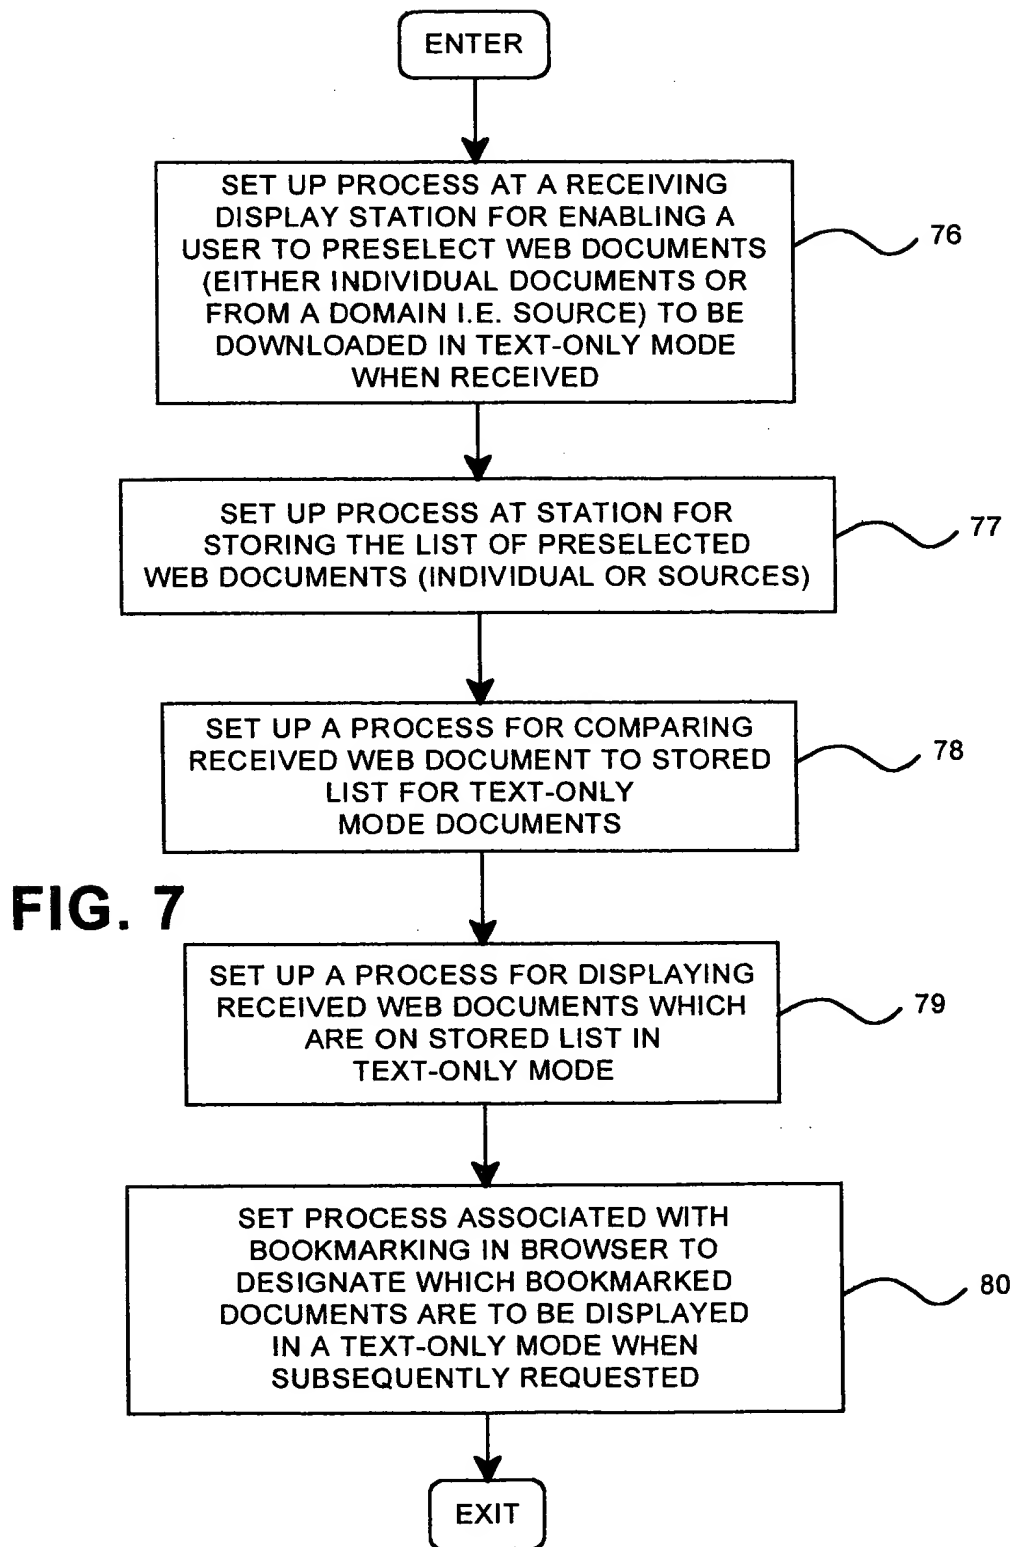 ENTER
SET UP PROCESS AT A RECEIVING
DISPLAY STATION FOR ENABLING A
USER TO PRESELECT WEB DOCUMENTS
(EITHER INDIVIDUAL DOCUMENTS OR
FROM A DOMAIN I.E. SOURCE) TO BE
DOWNLOADED IN TEXT-ONLY MODE
WHEN RECEIVED
76
SET UP PROCESS AT STATION FOR
STORING THE LIST OF PRESELECTED
WEB DOCUMENTS (INDIVIDUAL OR SOURCES)
77
SET UP A PROCESS FOR COMPARING
RECEIVED WEB DOCUMENT TO STORED
LIST FOR TEXT-ONLY
MODE DOCUMENTS
78
FIG. 7
SET UP A PROCESS FOR DISPLAYING
RECEIVED WEB DOCUMENTS WHICH
ARE ON STORED LIST IN
TEXT-ONLY MODE
79
SET PROCESS ASSOCIATED WITH
BOOKMARKING IN BROWSER TO
DESIGNATE WHICH BOOKMARKED
DOCUMENTS ARE TO BE DISPLAYED
IN A TEXT-ONLY MODE WHEN
SUBSEQUENTLY REQUESTED
80
EXIT